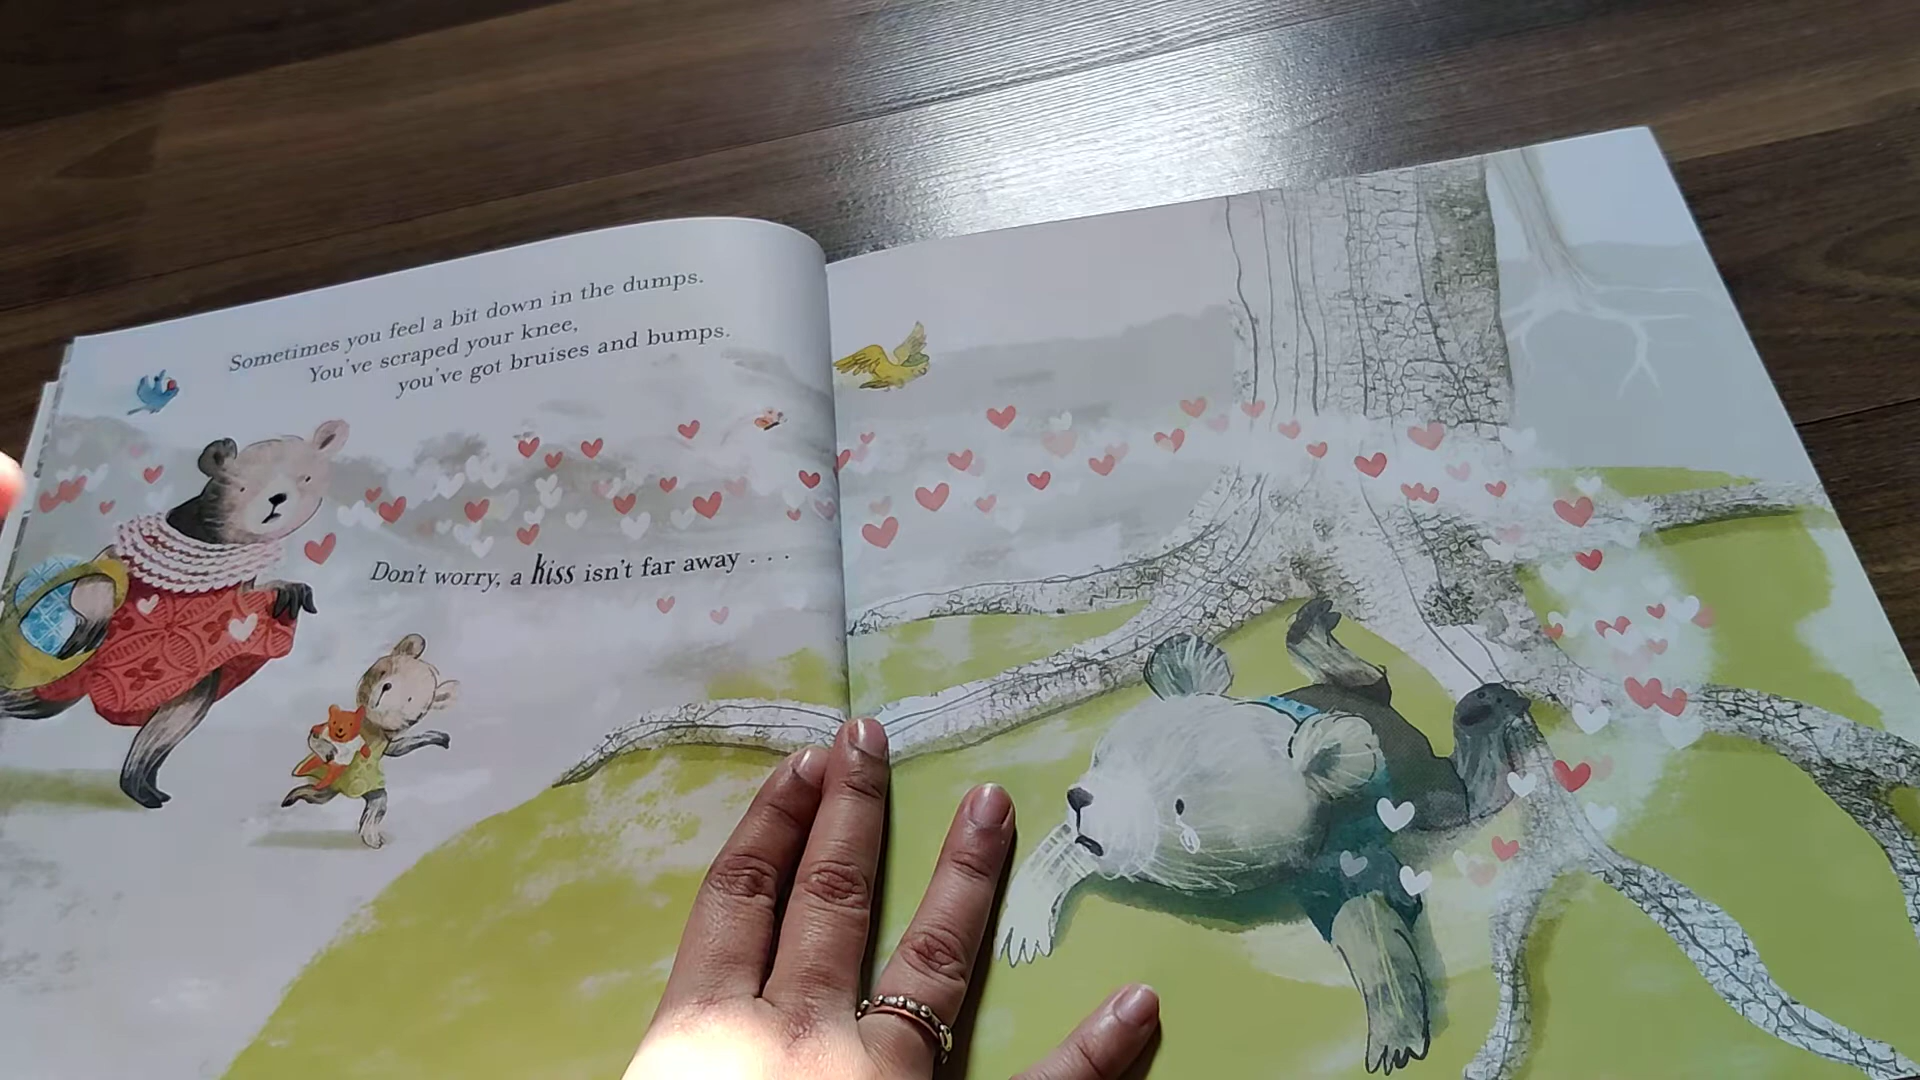 Sometimes you feel a bit down in the dumps.
You've scraped your knee,
you've got bruises and bumps.
Don't worry, a kiss isn't far away . . .